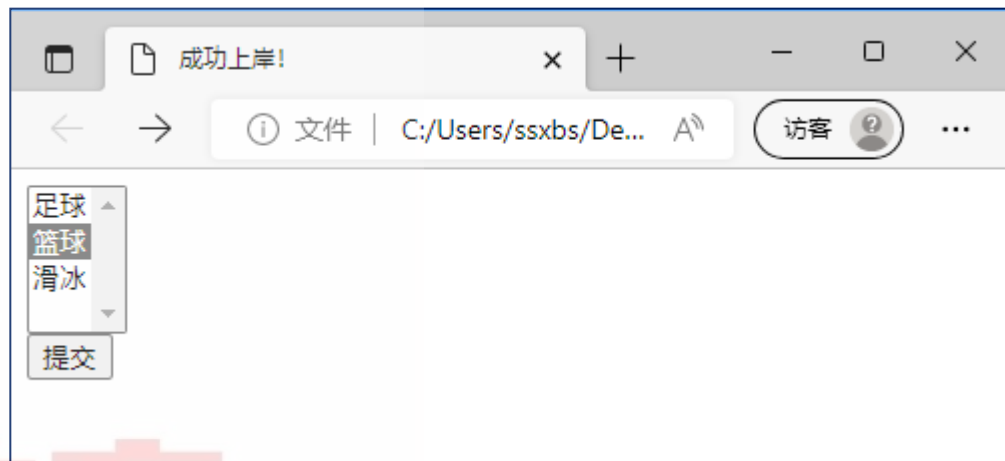 成功上岸!
文件 C:/Users/ssxbs/De... A 访客 ...
足球
篮球
滑冰
提交